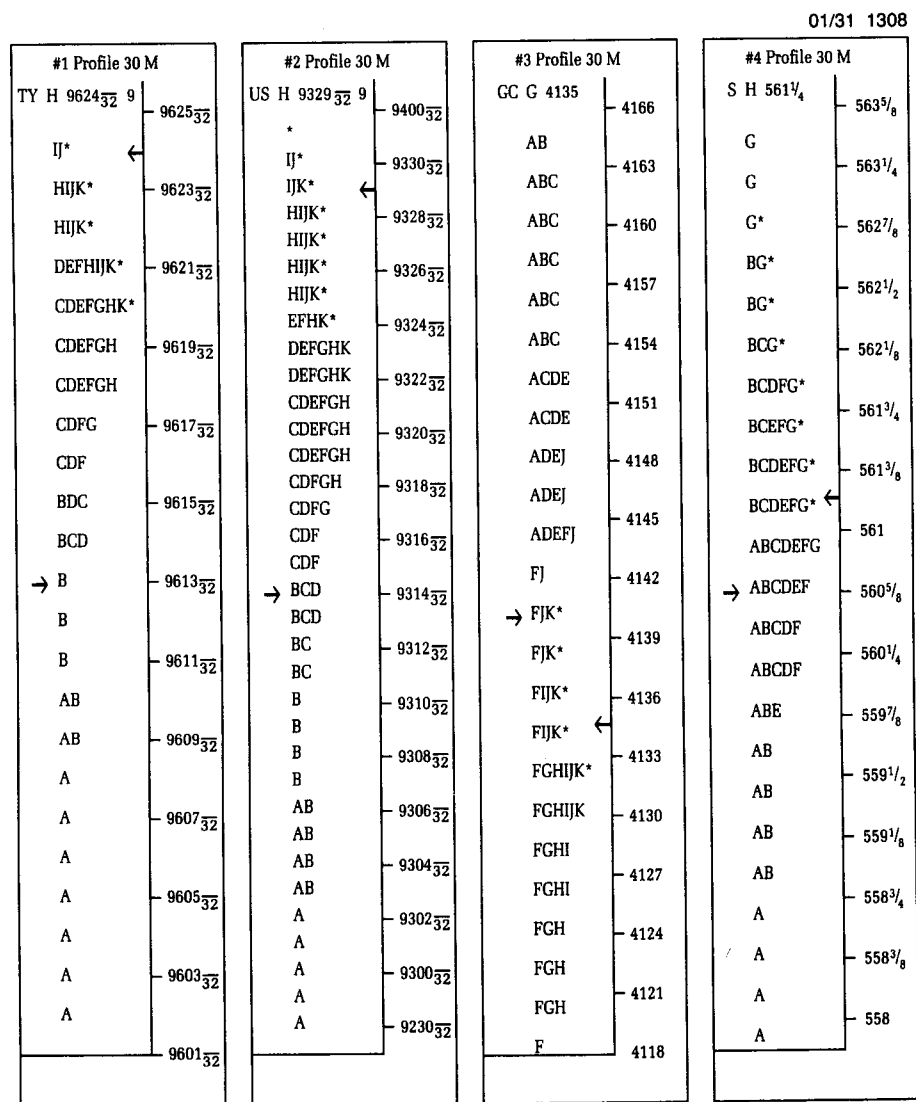 01/31 1308
#1 Profile 30 M
TY H 9624/32 9
9625/32
IJ*
HIJK* 9623/32
HIJK*
DEFHIJK* 9621/32
CDEFGHK*
CDEFGH 9619/32
CDEFGH
CDFG 9617/32
CDF
BDC 9615/32
BCD
B 9613/32
B
B 9611/32
AB
AB 9609/32
A
A 9607/32
A
A 9605/32
A
A 9603/32
A
9601/32
#2 Profile 30 M
US H 9329/32 9
9400/32
*
IJ* 9330/32
IJK*
HIJK* 9328/32
HIJK*
HIJK* 9326/32
HIJK*
EFHK* 9324/32
DEFGHK
DEFGHK 9322/32
CDEFGH
CDEFGH 9320/32
CDEFGH
CDFGH 9318/32
CDFG
CDF 9316/32
CDF
BCD 9314/32
BCD
BC 9312/32
BC
B 9310/32
B
B 9308/32
B
AB 9306/32
AB
AB 9304/32
AB
A 9302/32
A
A 9300/32
A
A 9230/32
#3 Profile 30 M
GC G 4135
4166
AB
4163
ABC
ABC 4160
ABC
4157
ABC
ABC 4154
ACDE
4151
ACDE
ADEJ 4148
ADEJ
4145
ADEFJ
FJ 4142
FJK*
4139
FJK*
FIJK* 4136
FIJK*
4133
FGHIJK*
FGHIJK 4130
FGHI
4127
FGHI
FGH 4124
FGH
4121
FGH
F 4118
#4 Profile 30 M
S H 561 1/4
563 5/8
G
563 1/4
G
G* 562 7/8
BG*
562 1/2
BG*
BCG* 562 1/8
BCDFG*
561 3/4
BCEFG*
BCDEFG* 561 3/8
BCDEFG*
561
ABCDEFG
ABCDEF 560 5/8
ABCDF
560 1/4
ABCDF
ABE 559 7/8
AB
559 1/2
AB
AB 559 1/8
AB
558 3/4
A
A 558 3/8
A
558
A